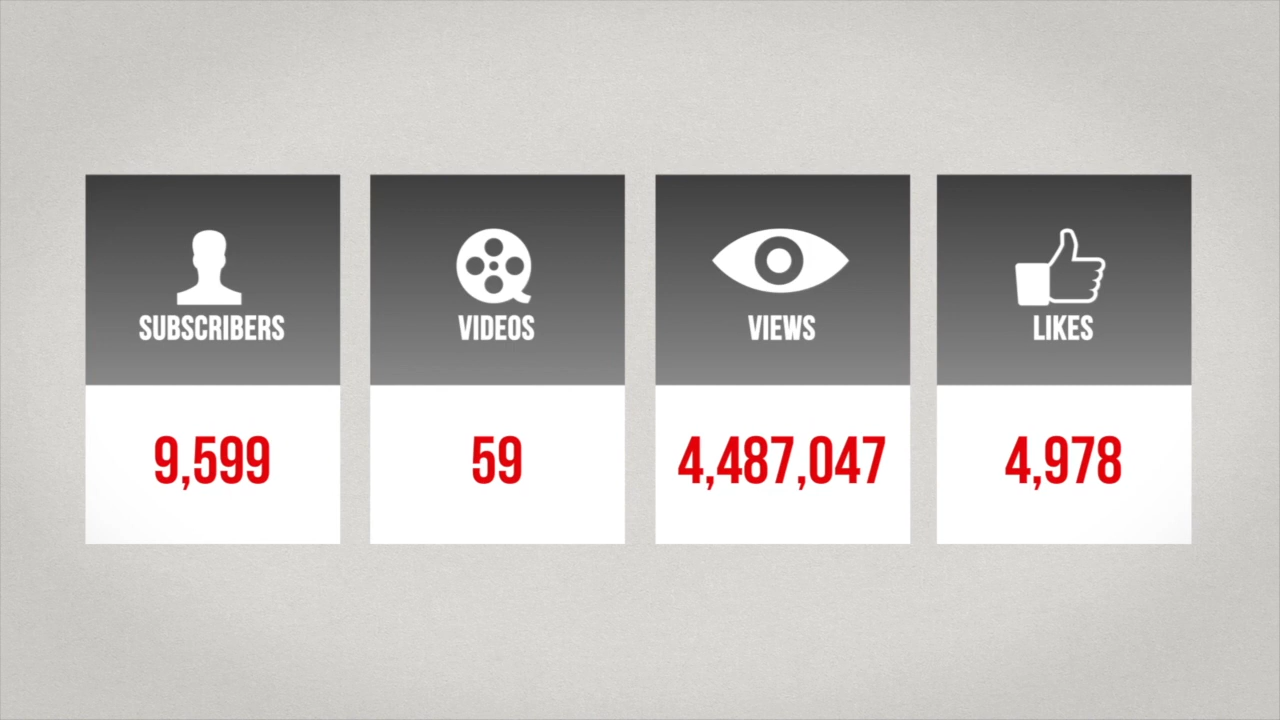 SUBSCRIBERS
9,599
VIDEOS
59
VIEWS
4,487,047
LIKES
4,978